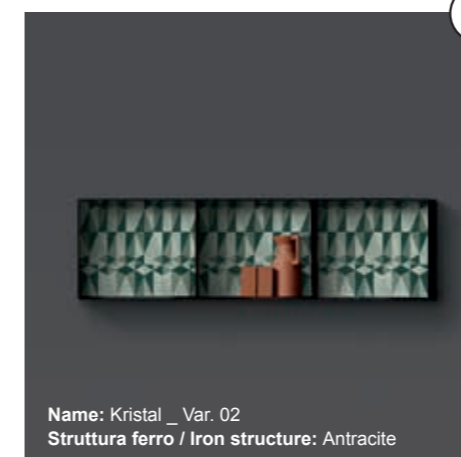 Name: Kristal _ Var. 02
Struttura ferro / Iron structure: Antracite